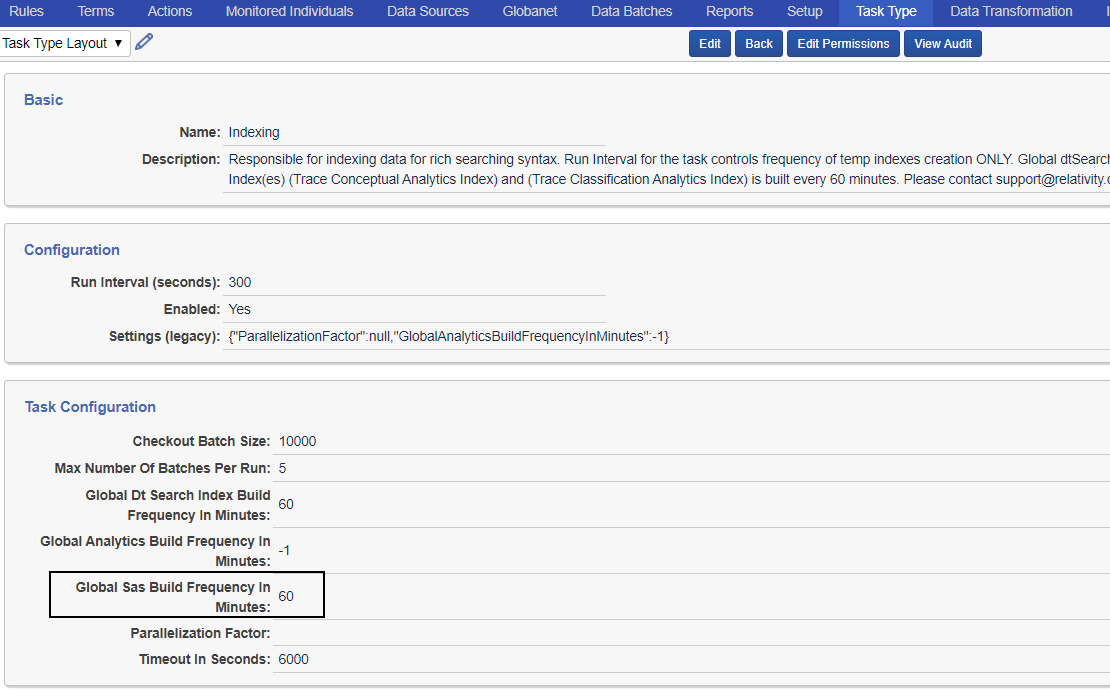 Rules Terms Actions Monitored Individuals Data Sources Globanet Data Batches Reports Setup Task Type Data Transformation
Task Type Layout ▼ Edit Back Edit Permissions View Audit
Basic
Name: Indexing
Description: Responsible for indexing data for rich searching syntax. Run Interval for the task controls frequency of temp indexes creation ONLY. Global dtSearch
Index(es) (Trace Conceptual Analytics Index) and (Trace Classification Analytics Index) is built every 60 minutes. Please contact support@relativity.c
Configuration
Run Interval (seconds): 300
Enabled: Yes
Settings (legacy): {"ParallelizationFactor":null,"GlobalAnalyticsBuildFrequencyInMinutes":-1}
Task Configuration
Checkout Batch Size: 10000
Max Number Of Batches Per Run: 5
Global Dt Search Index Build
Frequency In Minutes: 60
Global Analytics Build Frequency In
Minutes: -1
Global Sas Build Frequency In
Minutes: 60
Parallelization Factor:
Timeout In Seconds: 6000